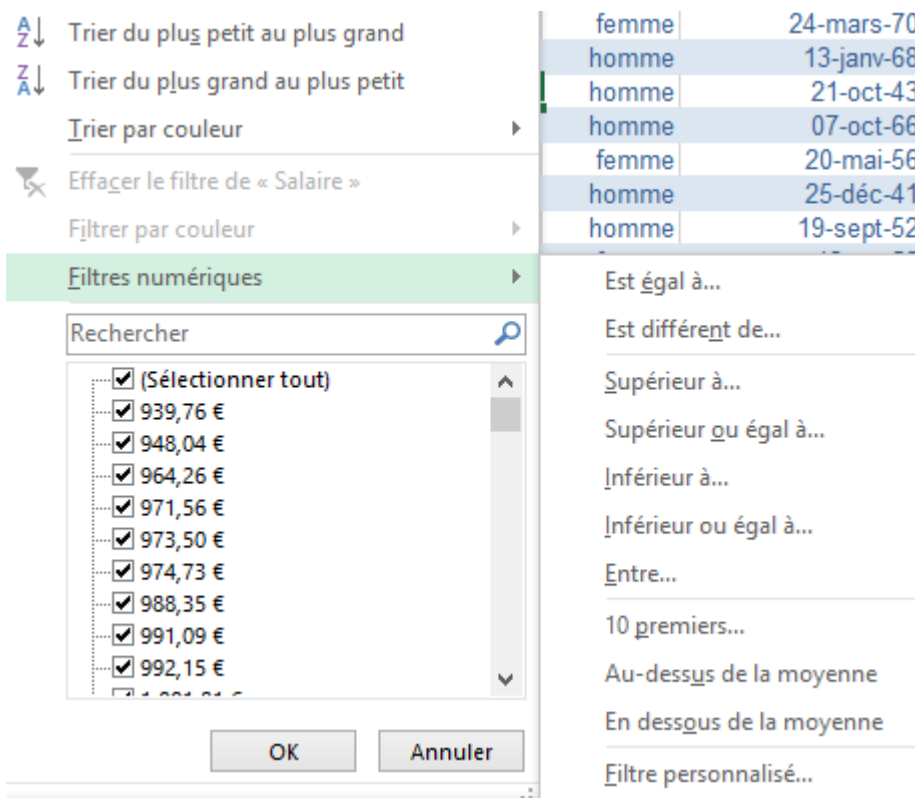 Trier du plus petit au plus grand
Trier du plus grand au plus petit
Trier par couleur
Effacer le filtre de « Salaire »
Filtrer par couleur
Filtres numériques
Rechercher
(Sélectionner tout)
939,76 €
948,04 €
964,26 €
971,56 €
973,50 €
974,73 €
988,35 €
991,09 €
992,15 €
OK
Annuler
femme 24-mars-70
homme 13-janv-68
homme 21-oct-43
homme 07-oct-66
femme 20-mai-56
homme 25-déc-41
homme 19-sept-52
Est égal à...
Est différent de...
Supérieur à...
Supérieur ou égal à...
Inférieur à...
Inférieur ou égal à...
Entre...
10 premiers...
Au-dessus de la moyenne
En dessous de la moyenne
Filtre personnalisé...